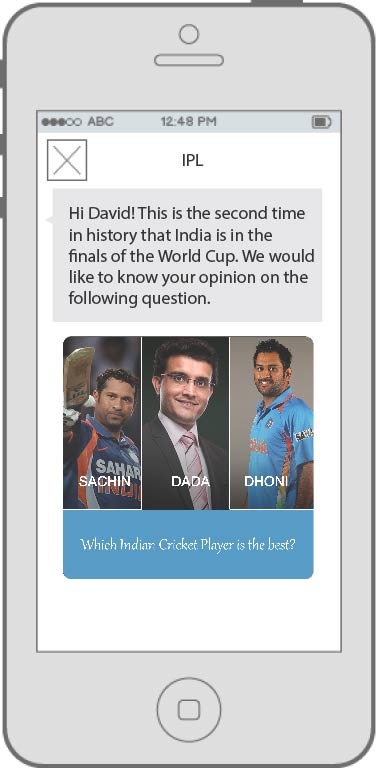 ABC 12:48 PM
IPL
Hi David! This is the second time
in history that India is in the
finals of the World Cup. We would
like to know your opinion on the
following question.
SAHARA
SACHIN DADA DHONI
Which Indian Cricket Player is the best?